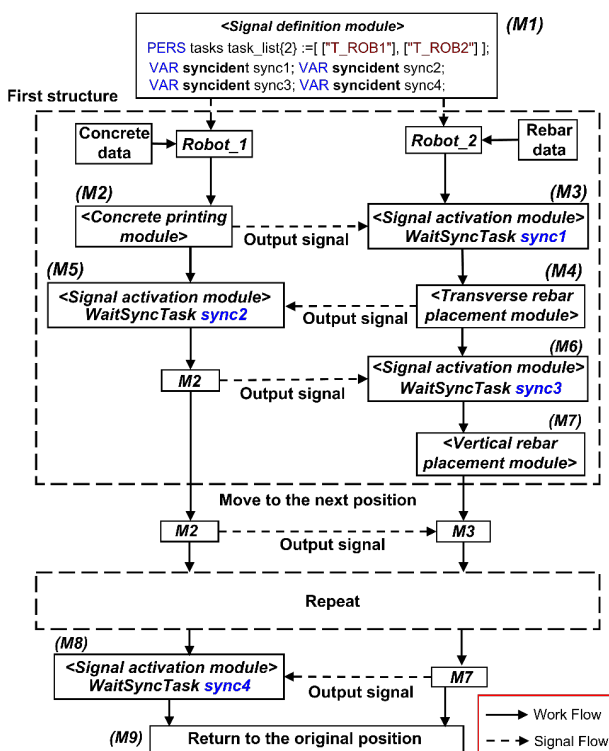 <Signal definition module>
(M1)
PERS tasks task_list{2} :=[ ["T_ROB1"], ["T_ROB2"] ];
VAR syncident sync1; VAR syncident sync2;
VAR syncident sync3; VAR syncident sync4;
First structure
Concrete
data
Robot_1
Robot_2
Rebar
data
(M2)
<Concrete printing
module>
Output signal
(M3)
<Signal activation module>
WaitSyncTask sync1
(M5)
<Signal activation module>
WaitSyncTask sync2
Output signal
(M4)
<Transverse rebar
placement module>
M2
Output signal
(M6)
<Signal activation module>
WaitSyncTask sync3
(M7)
<Vertical rebar
placement module>
Move to the next position
M2
Output signal
M3
Repeat
(M8)
<Signal activation module>
WaitSyncTask sync4
Output signal
M7
(M9)
Return to the original position
Work Flow
Signal Flow